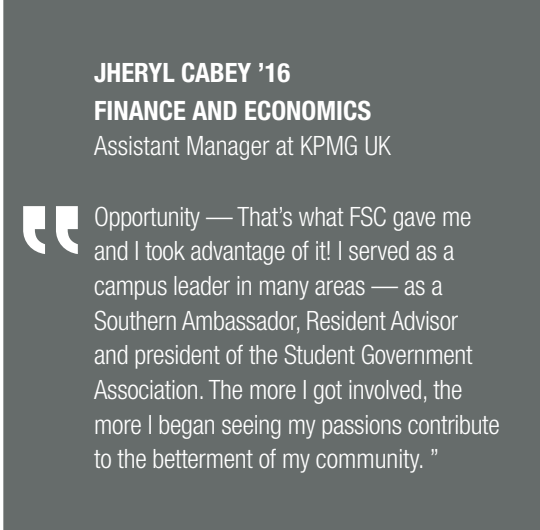 JHERYL CABEY ’16
FINANCE AND ECONOMICS
Assistant Manager at KPMG UK
" Opportunity — That’s what FSC gave me
and I took advantage of it! I served as a
campus leader in many areas — as a
Southern Ambassador, Resident Advisor
and president of the Student Government
Association. The more I got involved, the
more I began seeing my passions contribute
to the betterment of my community. ”